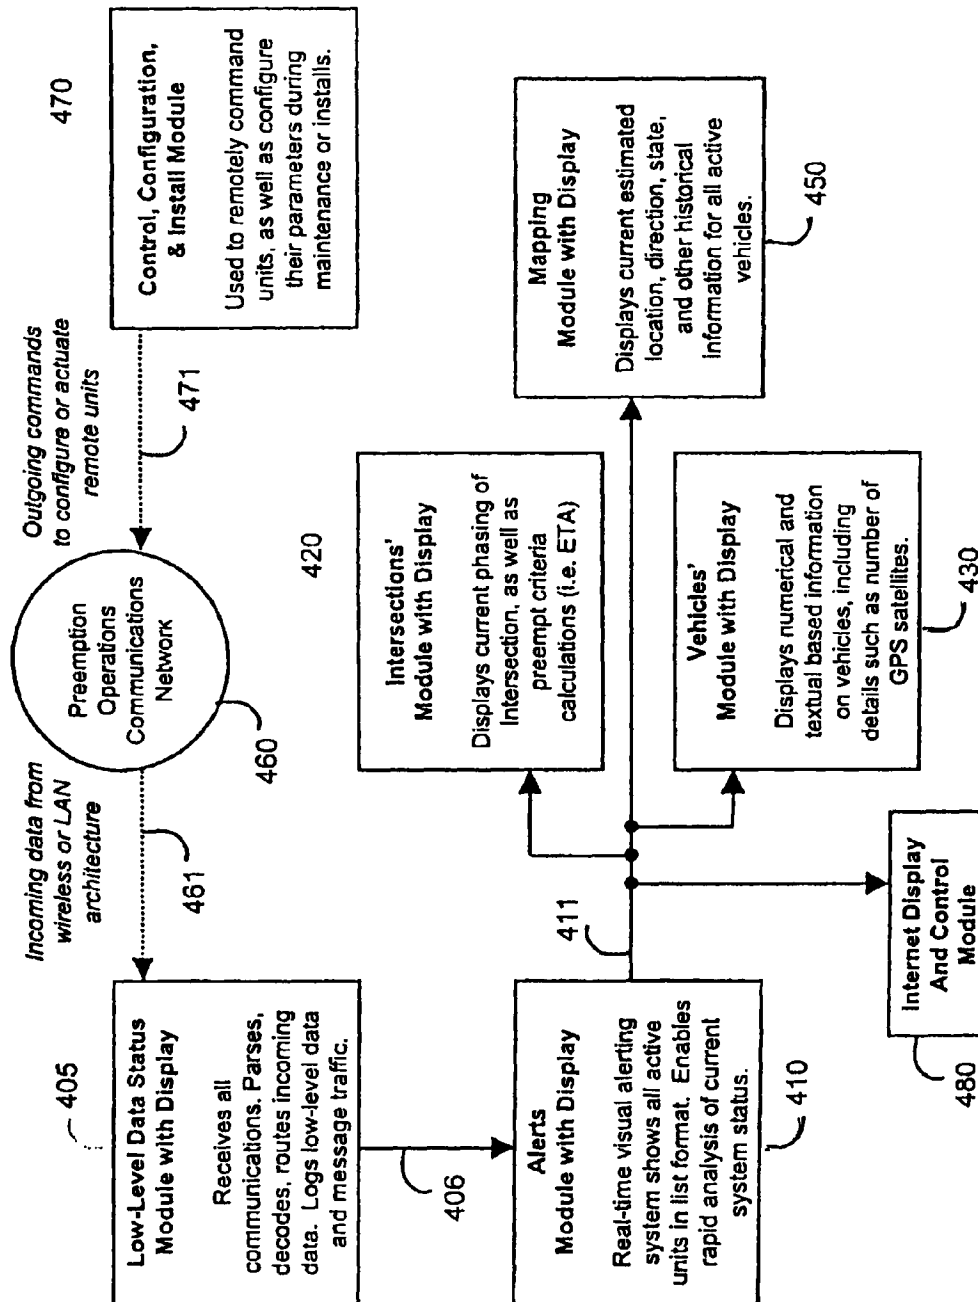 405
Low-Level Data Status
Module with Display
Receives all
communications. Parses,
decodes, routes incoming
data. Logs low-level data
and message traffic.
Incoming data from
wireless or LAN
architecture
461
Preemption
Operations
Communications
Network
460
Outgoing commands
to configure or actuate
remote units
471
470
Control, Configuration,
& Install Module
Used to remotely command
units, as well as configure
their parameters during
maintenance or installs.
406
Alerts
Module with Display
Real-time visual alerting
system shows all active
units in list format. Enables
rapid analysis of current
system status.
410
411
420
Intersections'
Module with Display
Displays current phasing of
Intersection, as well as
preempt criteria
calculations (i.e. ETA)
Vehicles'
Module with Display
Displays numerical and
textual based information
on vehicles, including
details such as number of
GPS satellites.
430
Mapping
Module with Display
Displays current estimated
location, direction, state,
and other historical
information for all active
vehicles.
450
Internet Display
And Control
Module
480